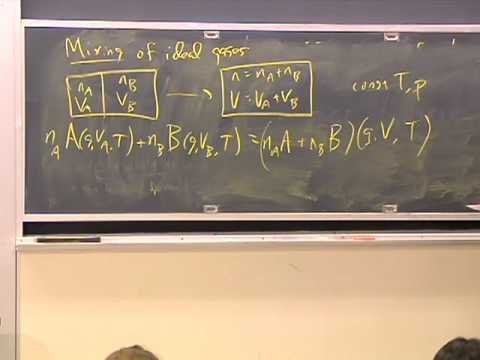 Mixing of ideal gases
n_A n_B n = n_A + n_B
V_A V_B V = V_A + V_B
const T, p
n_A A(g, V_A, T) + n_B B(g, V_B, T) = (n_A A + n_B B)(g, V, T)